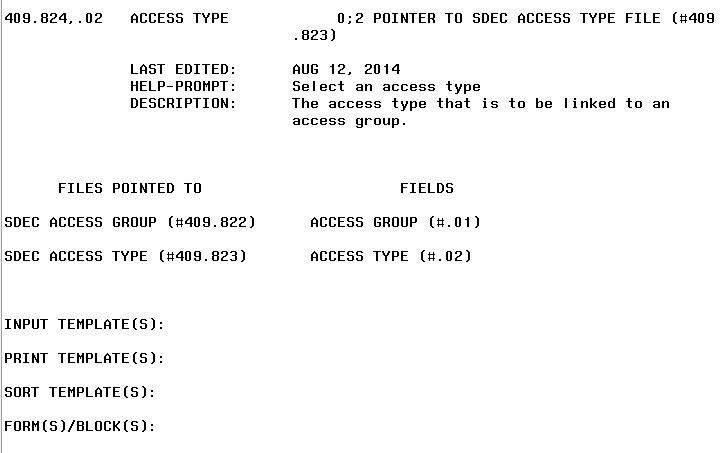 409.824,.02   ACCESS TYPE            0;2 POINTER TO SDEC ACCESS TYPE FILE (#409
.823)
LAST EDITED:      AUG 12, 2014
HELP-PROMPT:      Select an access type
DESCRIPTION:      The access type that is to be linked to an
access group.
FILES POINTED TO                      FIELDS
SDEC ACCESS GROUP (#409.822)      ACCESS GROUP (#.01)
SDEC ACCESS TYPE (#409.823)       ACCESS TYPE (#.02)
INPUT TEMPLATE(S):
PRINT TEMPLATE(S):
SORT TEMPLATE(S):
FORM(S)/BLOCK(S):